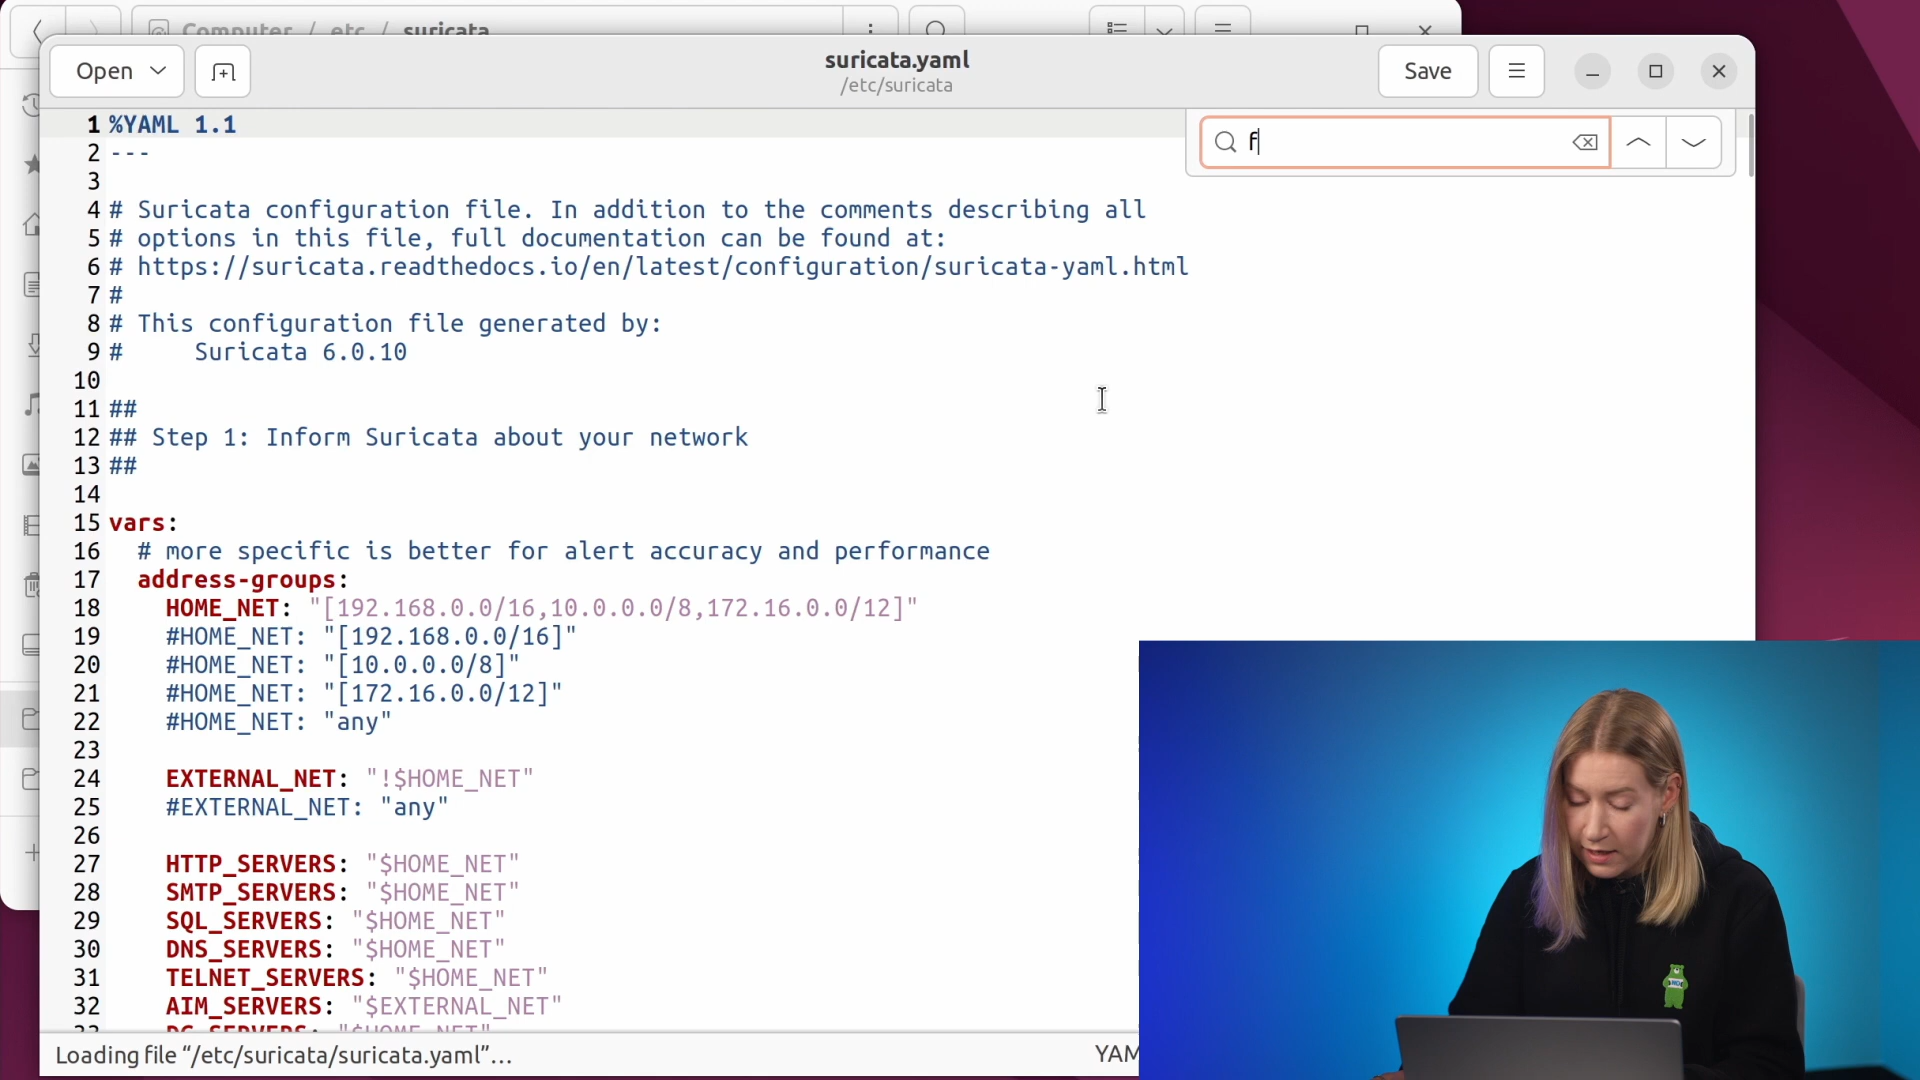 Computer / etc / suricata
Open
suricata.yaml
/etc/suricata
Save
f
1 %YAML 1.1
2 ---
3
4 # Suricata configuration file. In addition to the comments describing all
5 # options in this file, full documentation can be found at:
6 # https://suricata.readthedocs.io/en/latest/configuration/suricata-yaml.html
7 #
8 # This configuration file generated by:
9 #     Suricata 6.0.10
10
11 ##
12 ## Step 1: Inform Suricata about your network
13 ##
14
15 vars:
16   # more specific is better for alert accuracy and performance
17   address-groups:
18     HOME_NET: "[192.168.0.0/16,10.0.0.0/8,172.16.0.0/12]"
19     #HOME_NET: "[192.168.0.0/16]"
20     #HOME_NET: "[10.0.0.0/8]"
21     #HOME_NET: "[172.16.0.0/12]"
22     #HOME_NET: "any"
23
24     EXTERNAL_NET: "!$HOME_NET"
25     #EXTERNAL_NET: "any"
26
27     HTTP_SERVERS: "$HOME_NET"
28     SMTP_SERVERS: "$HOME_NET"
29     SQL_SERVERS: "$HOME_NET"
30     DNS_SERVERS: "$HOME_NET"
31     TELNET_SERVERS: "$HOME_NET"
32     AIM_SERVERS: "$EXTERNAL_NET"
33     DC_SERVERS: "$HOME_NET"
Loading file “/etc/suricata/suricata.yaml”…
YAM